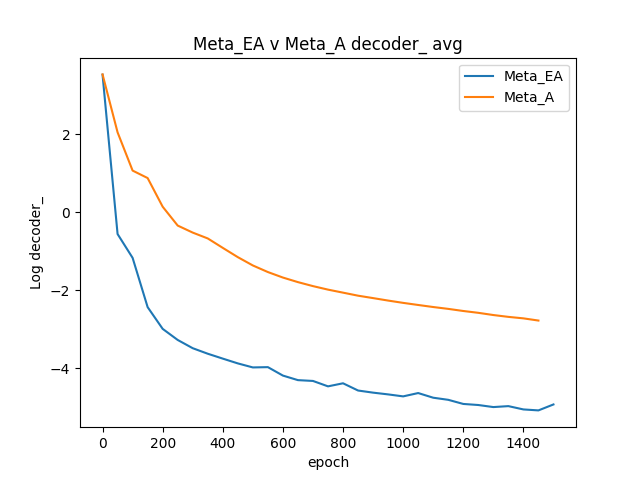 Meta_EA v Meta_A decoder_ avg
Meta_EA
Meta_A
Log decoder_
2
0
−2
−4
0 200 400 600 800 1000 1200 1400
epoch